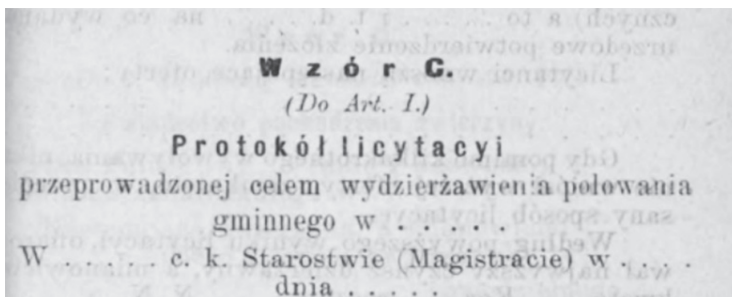 Wzór C.
(Do Art. I.)
Protokół licytacyi
przeprowadzonej celem wydzierżawienia polowania
gminnego w . . . . .
W . . . . . . c. k. Starostwie (Magistracie) w . . . .
dnia . . . . .